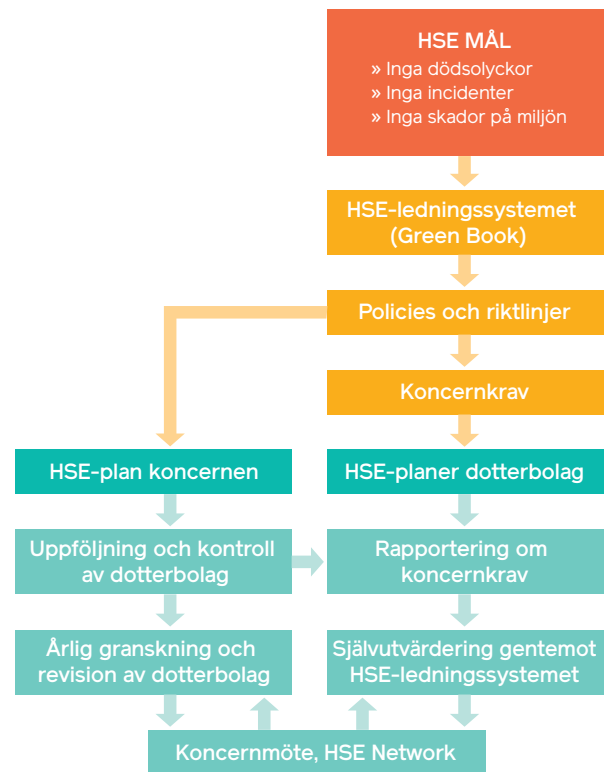 HSE MÅL
» Inga dödsolyckor
» Inga incidenter
» Inga skador på miljön
HSE-ledningssystemet
(Green Book)
Policies och riktlinjer
Koncernkrav
HSE-plan koncernen
HSE-planer dotterbolag
Uppföljning och kontroll
av dotterbolag
Rapportering om
koncernkrav
Årlig granskning och
revision av dotterbolag
Självutvärdering gentemot
HSE-ledningssystemet
Koncernmöte, HSE Network